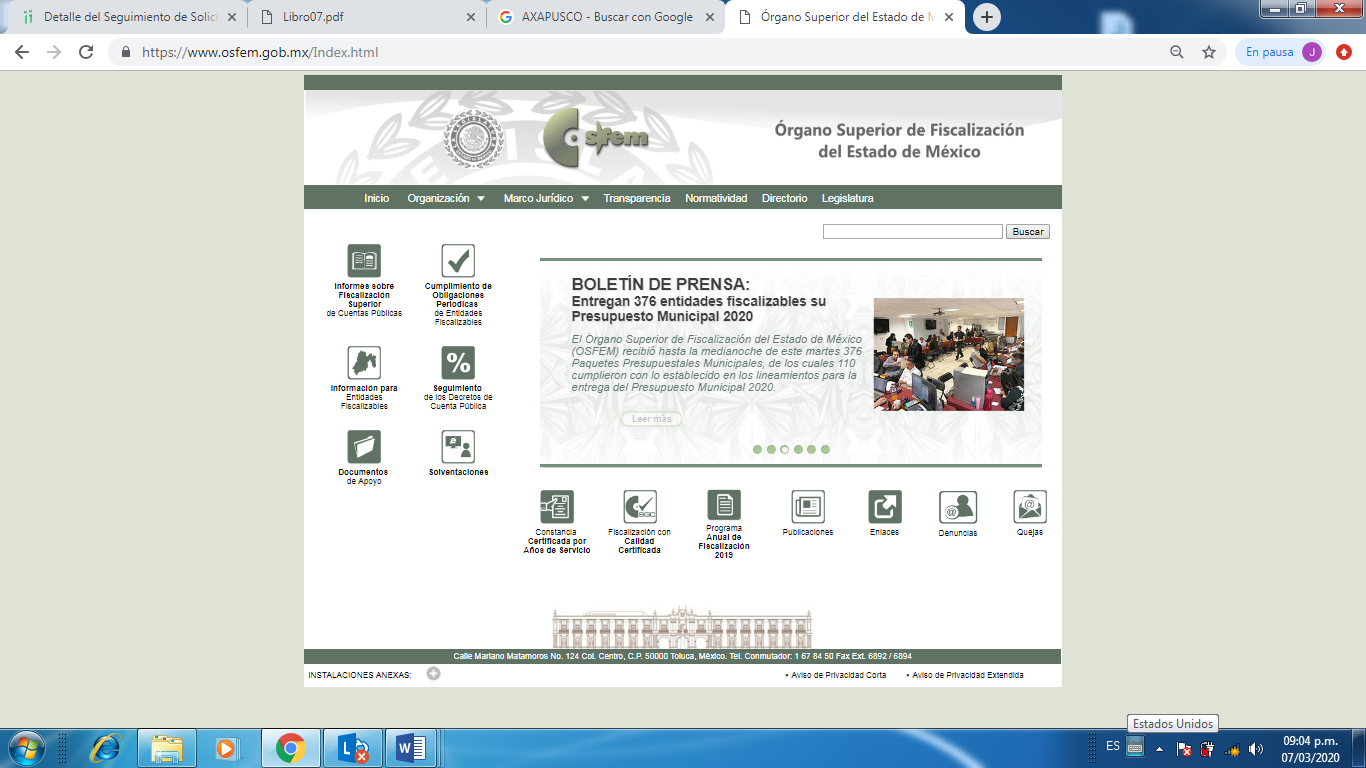 Detalle del Seguimiento de Solici
Libro07.pdf
AXAPUSCO - Buscar con Google
Órgano Superior del Estado de M
https://www.osfem.gob.mx/Index.html
En pausa
J
Osfem
Órgano Superior de Fiscalización
del Estado de México
Inicio Organización Marco Jurídico Transparencia Normatividad Directorio Legislatura
Buscar
Informes sobre
Fiscalización
Superior
de Cuentas Públicas
Cumplimiento de
Obligaciones
Periodicas
de Entidades
Fiscalizables
Información para
Entidades
Fiscalizables
%
Seguimiento
de los Decretos de
Cuenta Pública
Documentos
de Apoyo
Solventaciones
BOLETÍN DE PRENSA:
Entregan 376 entidades fiscalizables su
Presupuesto Municipal 2020
El Órgano Superior de Fiscalización del Estado de México
(OSFEM) recibió hasta la medianoche de este martes 376
Paquetes Presupuestales Municipales, de los cuales 110
cumplieron con lo establecido en los lineamientos para la
entrega del Presupuesto Municipal 2020.
Leer más
Constancia
Certificada por
Años de Servicio
SGC
Fiscalización con
Calidad
Certificada
Programa
Anual de
Fiscalización
2019
Publicaciones
Enlaces
Denuncias
Quejas
Calle Mariano Matamoros No. 124 Col. Centro, C.P. 50000 Toluca, México. Tel. Conmutador: 1 67 84 50 Fax Ext. 6892 / 6894
INSTALACIONES ANEXAS:
• Aviso de Privacidad Corta
• Aviso de Privacidad Extendida
Estados Unidos
ES
09:04 p.m.
07/03/2020